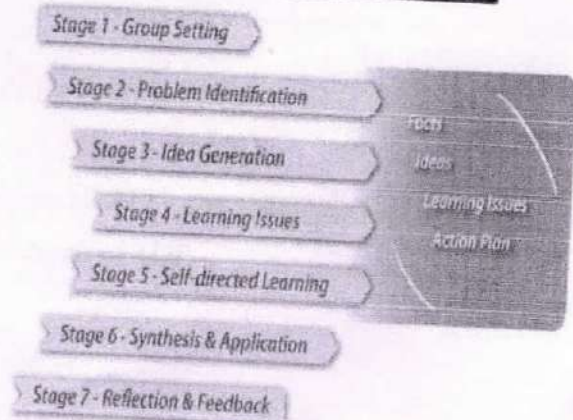 Stage 1 - Group Setting
Stage 2 - Problem Identification
Stage 3 - Idea Generation
Stage 4 - Learning Issues
Stage 5 - Self-directed Learning
Stage 6 - Synthesis & Application
Stage 7 - Reflection & Feedback
Facts
Ideas
Learning Issues
Action Plan